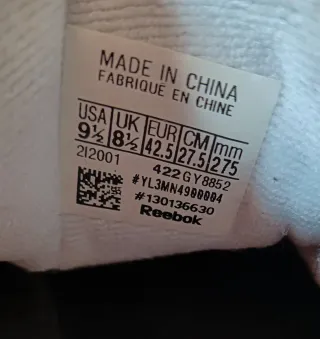 MADE IN CHINA
FABRIQUÉ EN CHINE
USA UK EUR CM mm
9½ 8½ 42.5 27.5 275
2I2001 422GY8852
#YL3MN4900004
#130136630
Reebok